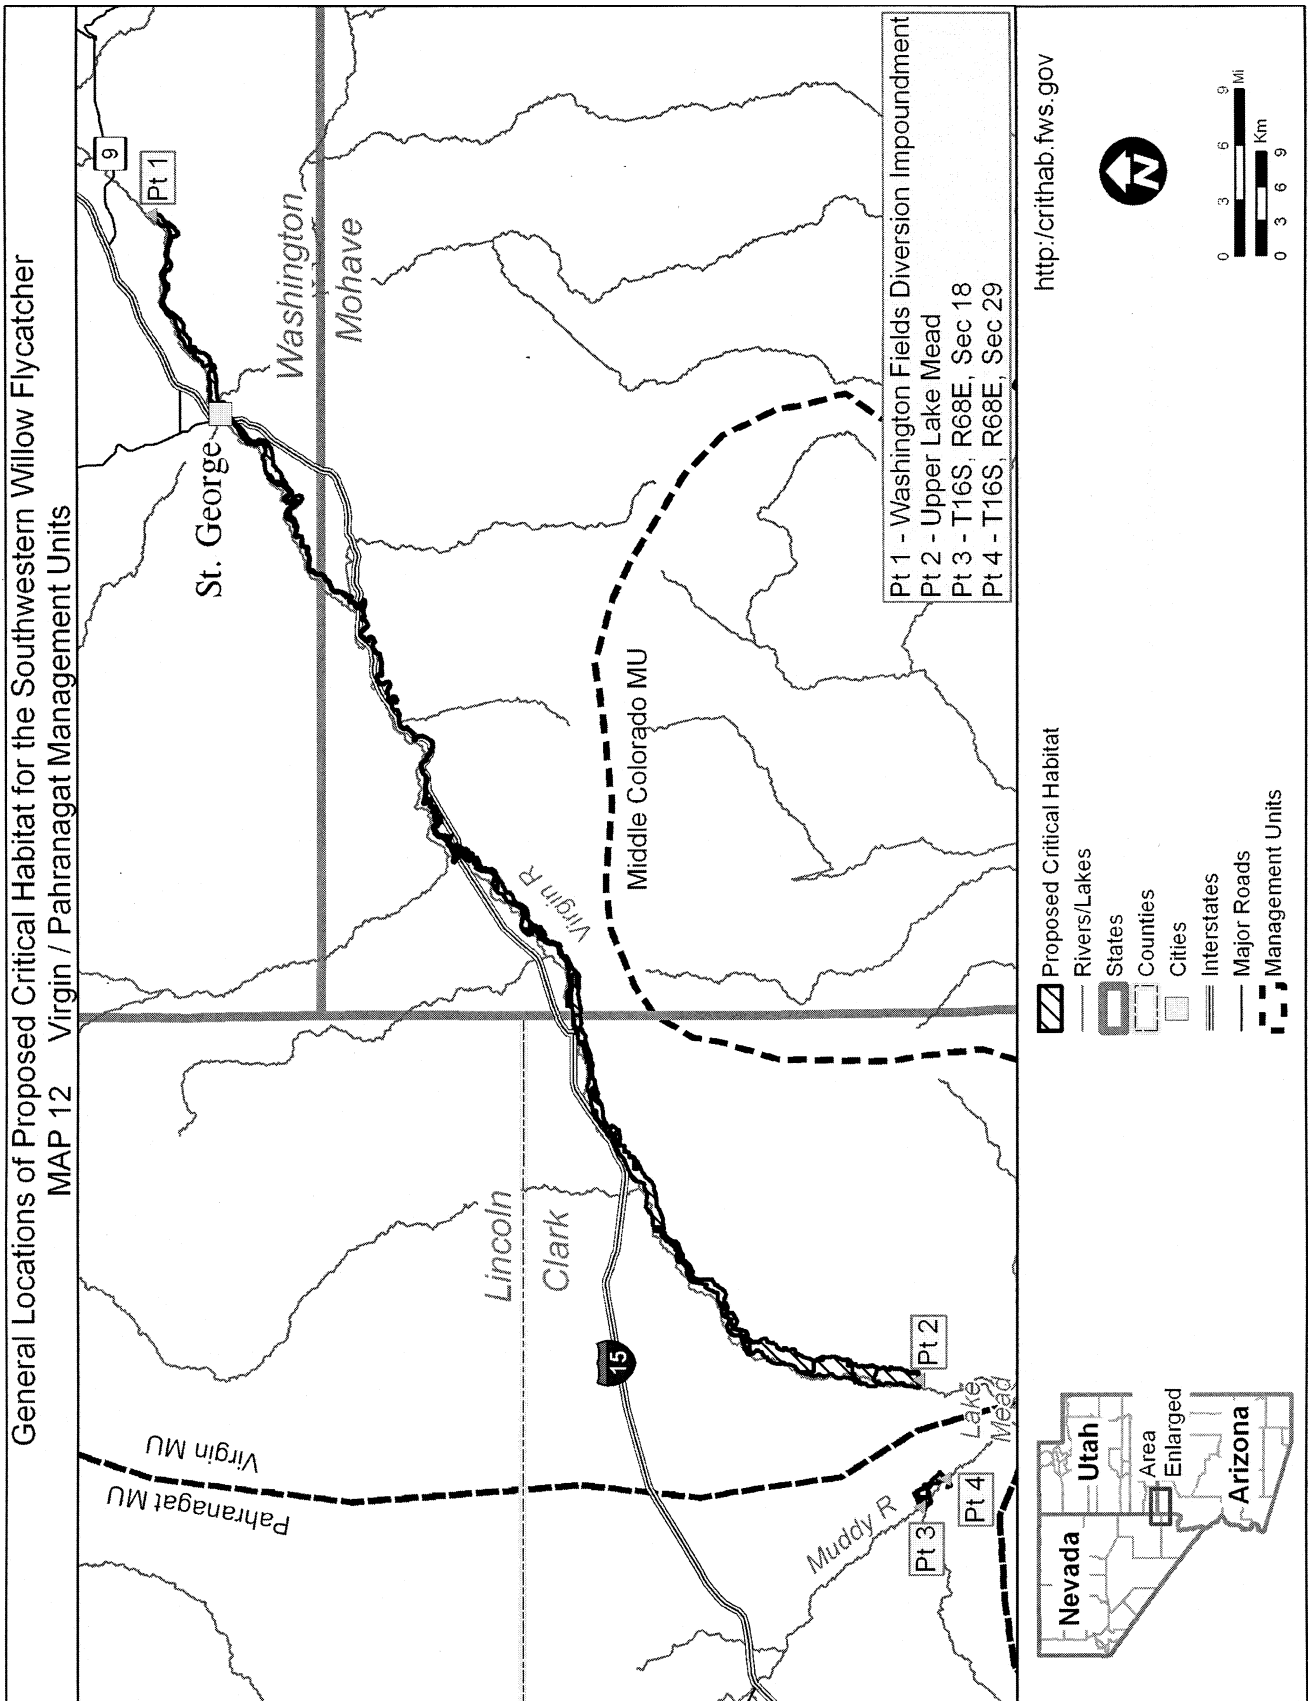 General Locations of Proposed Critical Habitat for the Southwestern Willow Flycatcher
MAP 12 Virgin / Pahranagat Management Units
9
Pt 1
St. George
Washington
Mohave
Virgin R
Middle Colorado MU
Lincoln
Clark
15
Virgin MU
Pahranagat MU
Pt 2
Lake
Mead
Muddy R
Pt 3
Pt 4
Pt 1 - Washington Fields Diversion Impoundment
Pt 2 - Upper Lake Mead
Pt 3 - T16S, R68E, Sec 18
Pt 4 - T16S, R68E, Sec 29
Nevada
Utah
Area
Enlarged
Arizona
Proposed Critical Habitat
Rivers/Lakes
States
Counties
Cities
Interstates
Major Roads
Management Units
http:/crithab.fws.gov
N
0 3 6 9 Mi
Km
0 3 6 9